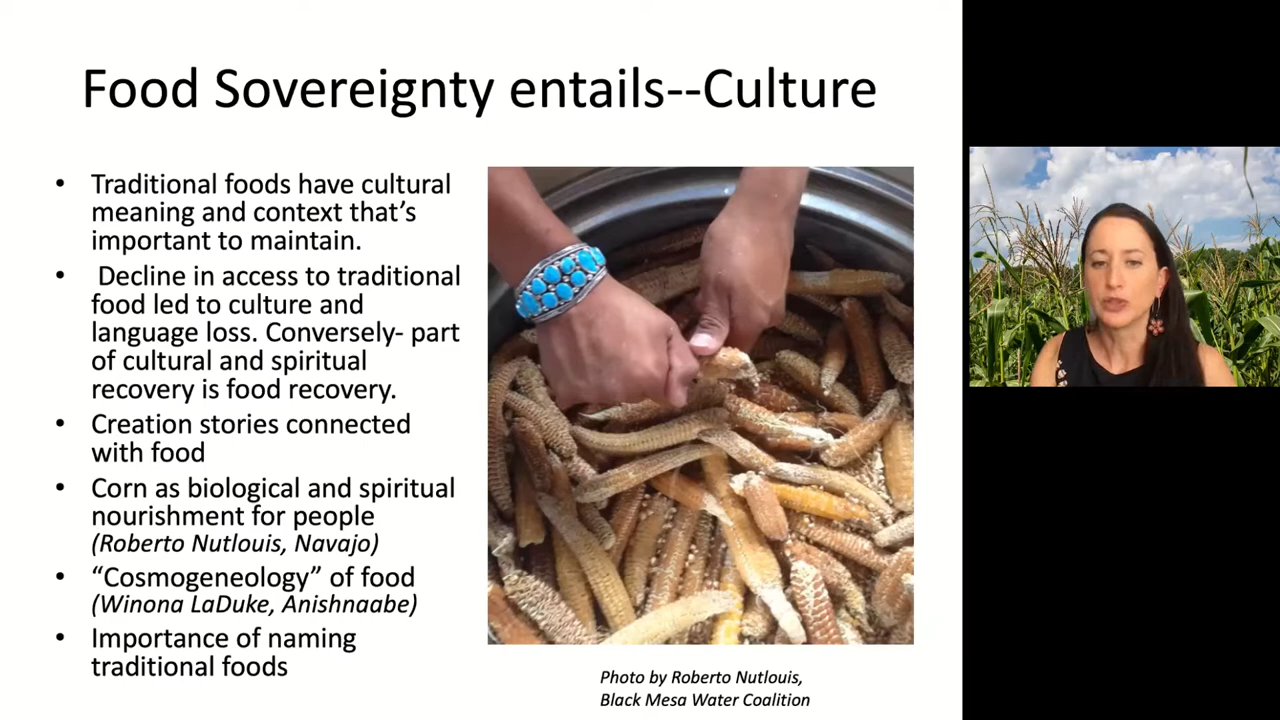 Food Sovereignty entails--Culture
• Traditional foods have cultural
meaning and context that’s
important to maintain.
• Decline in access to traditional
food led to culture and
language loss. Conversely- part
of cultural and spiritual
recovery is food recovery.
• Creation stories connected
with food
• Corn as biological and spiritual
nourishment for people
(Roberto Nutlouis, Navajo)
• “Cosmogeneology” of food
(Winona LaDuke, Anishnaabe)
• Importance of naming
traditional foods
Photo by Roberto Nutlouis,
Black Mesa Water Coalition